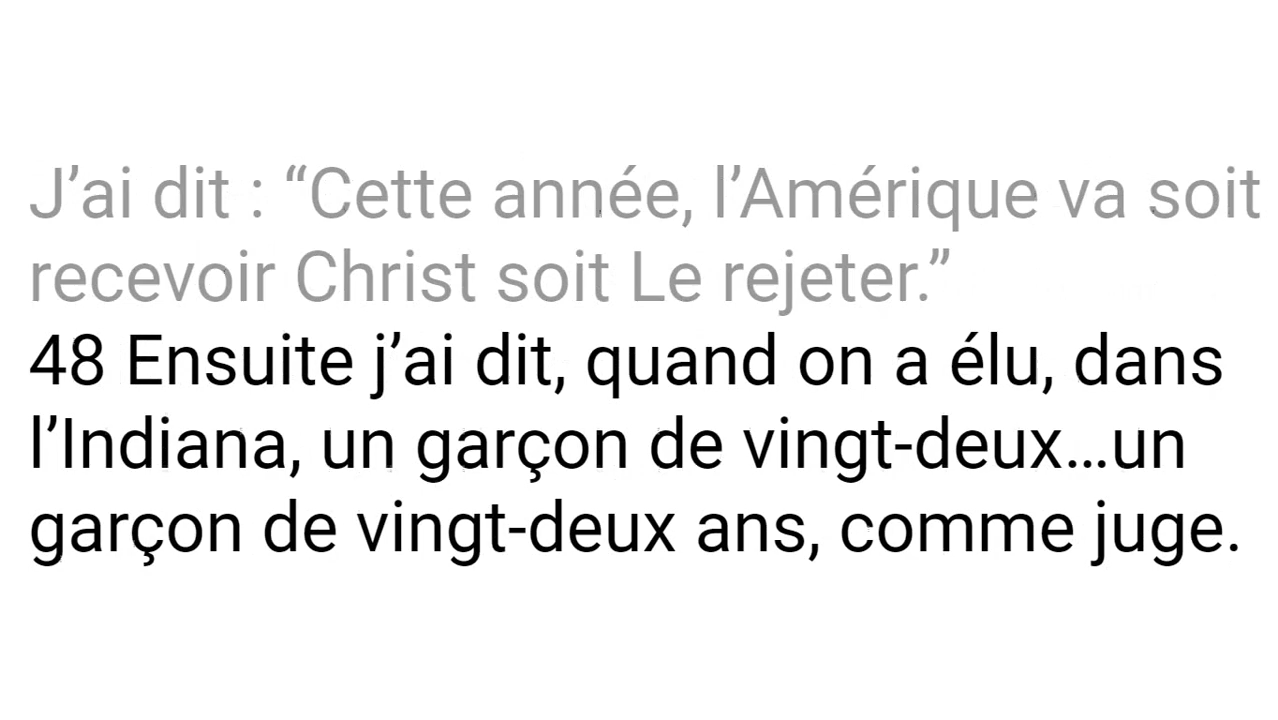 J’ai dit : “Cette année, l’Amérique va soit
recevoir Christ soit Le rejeter.”
48 Ensuite j’ai dit, quand on a élu, dans
l’Indiana, un garçon de vingt-deux…un
garçon de vingt-deux ans, comme juge.